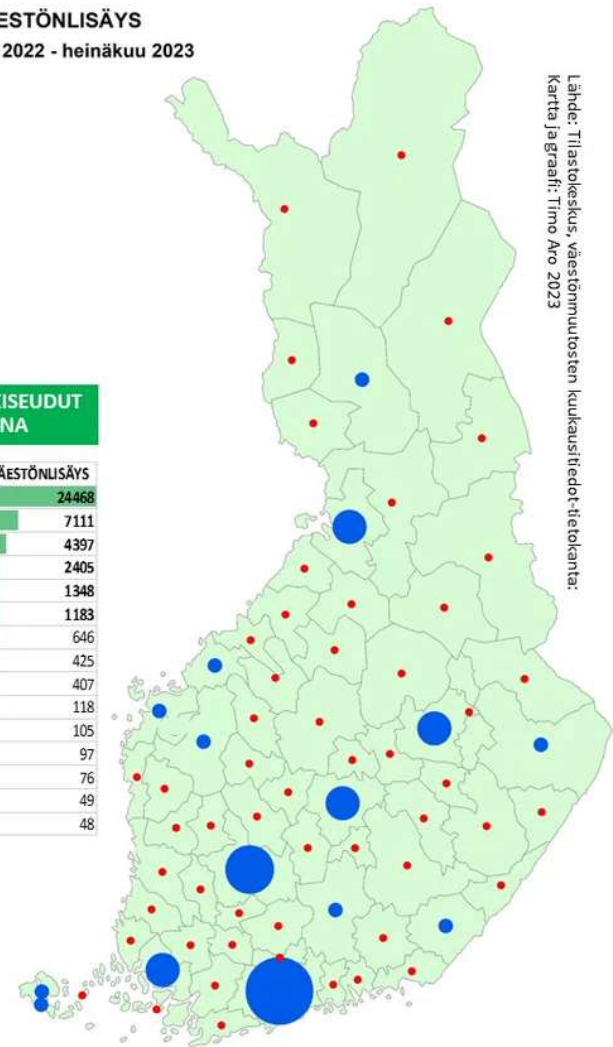 ESTÖNLISÄYS
2022 - heinäkuu 2023
Lähde: Tilastokeskus, väestönmuutosten kuukausitiedot-tietokanta:
Kartta ja graafi: Timo Aro 2023
KISEUDUT
NA
ÄESTÖNLISÄYS
24468
7111
4397
2405
1348
1183
646
425
407
118
105
97
76
49
48